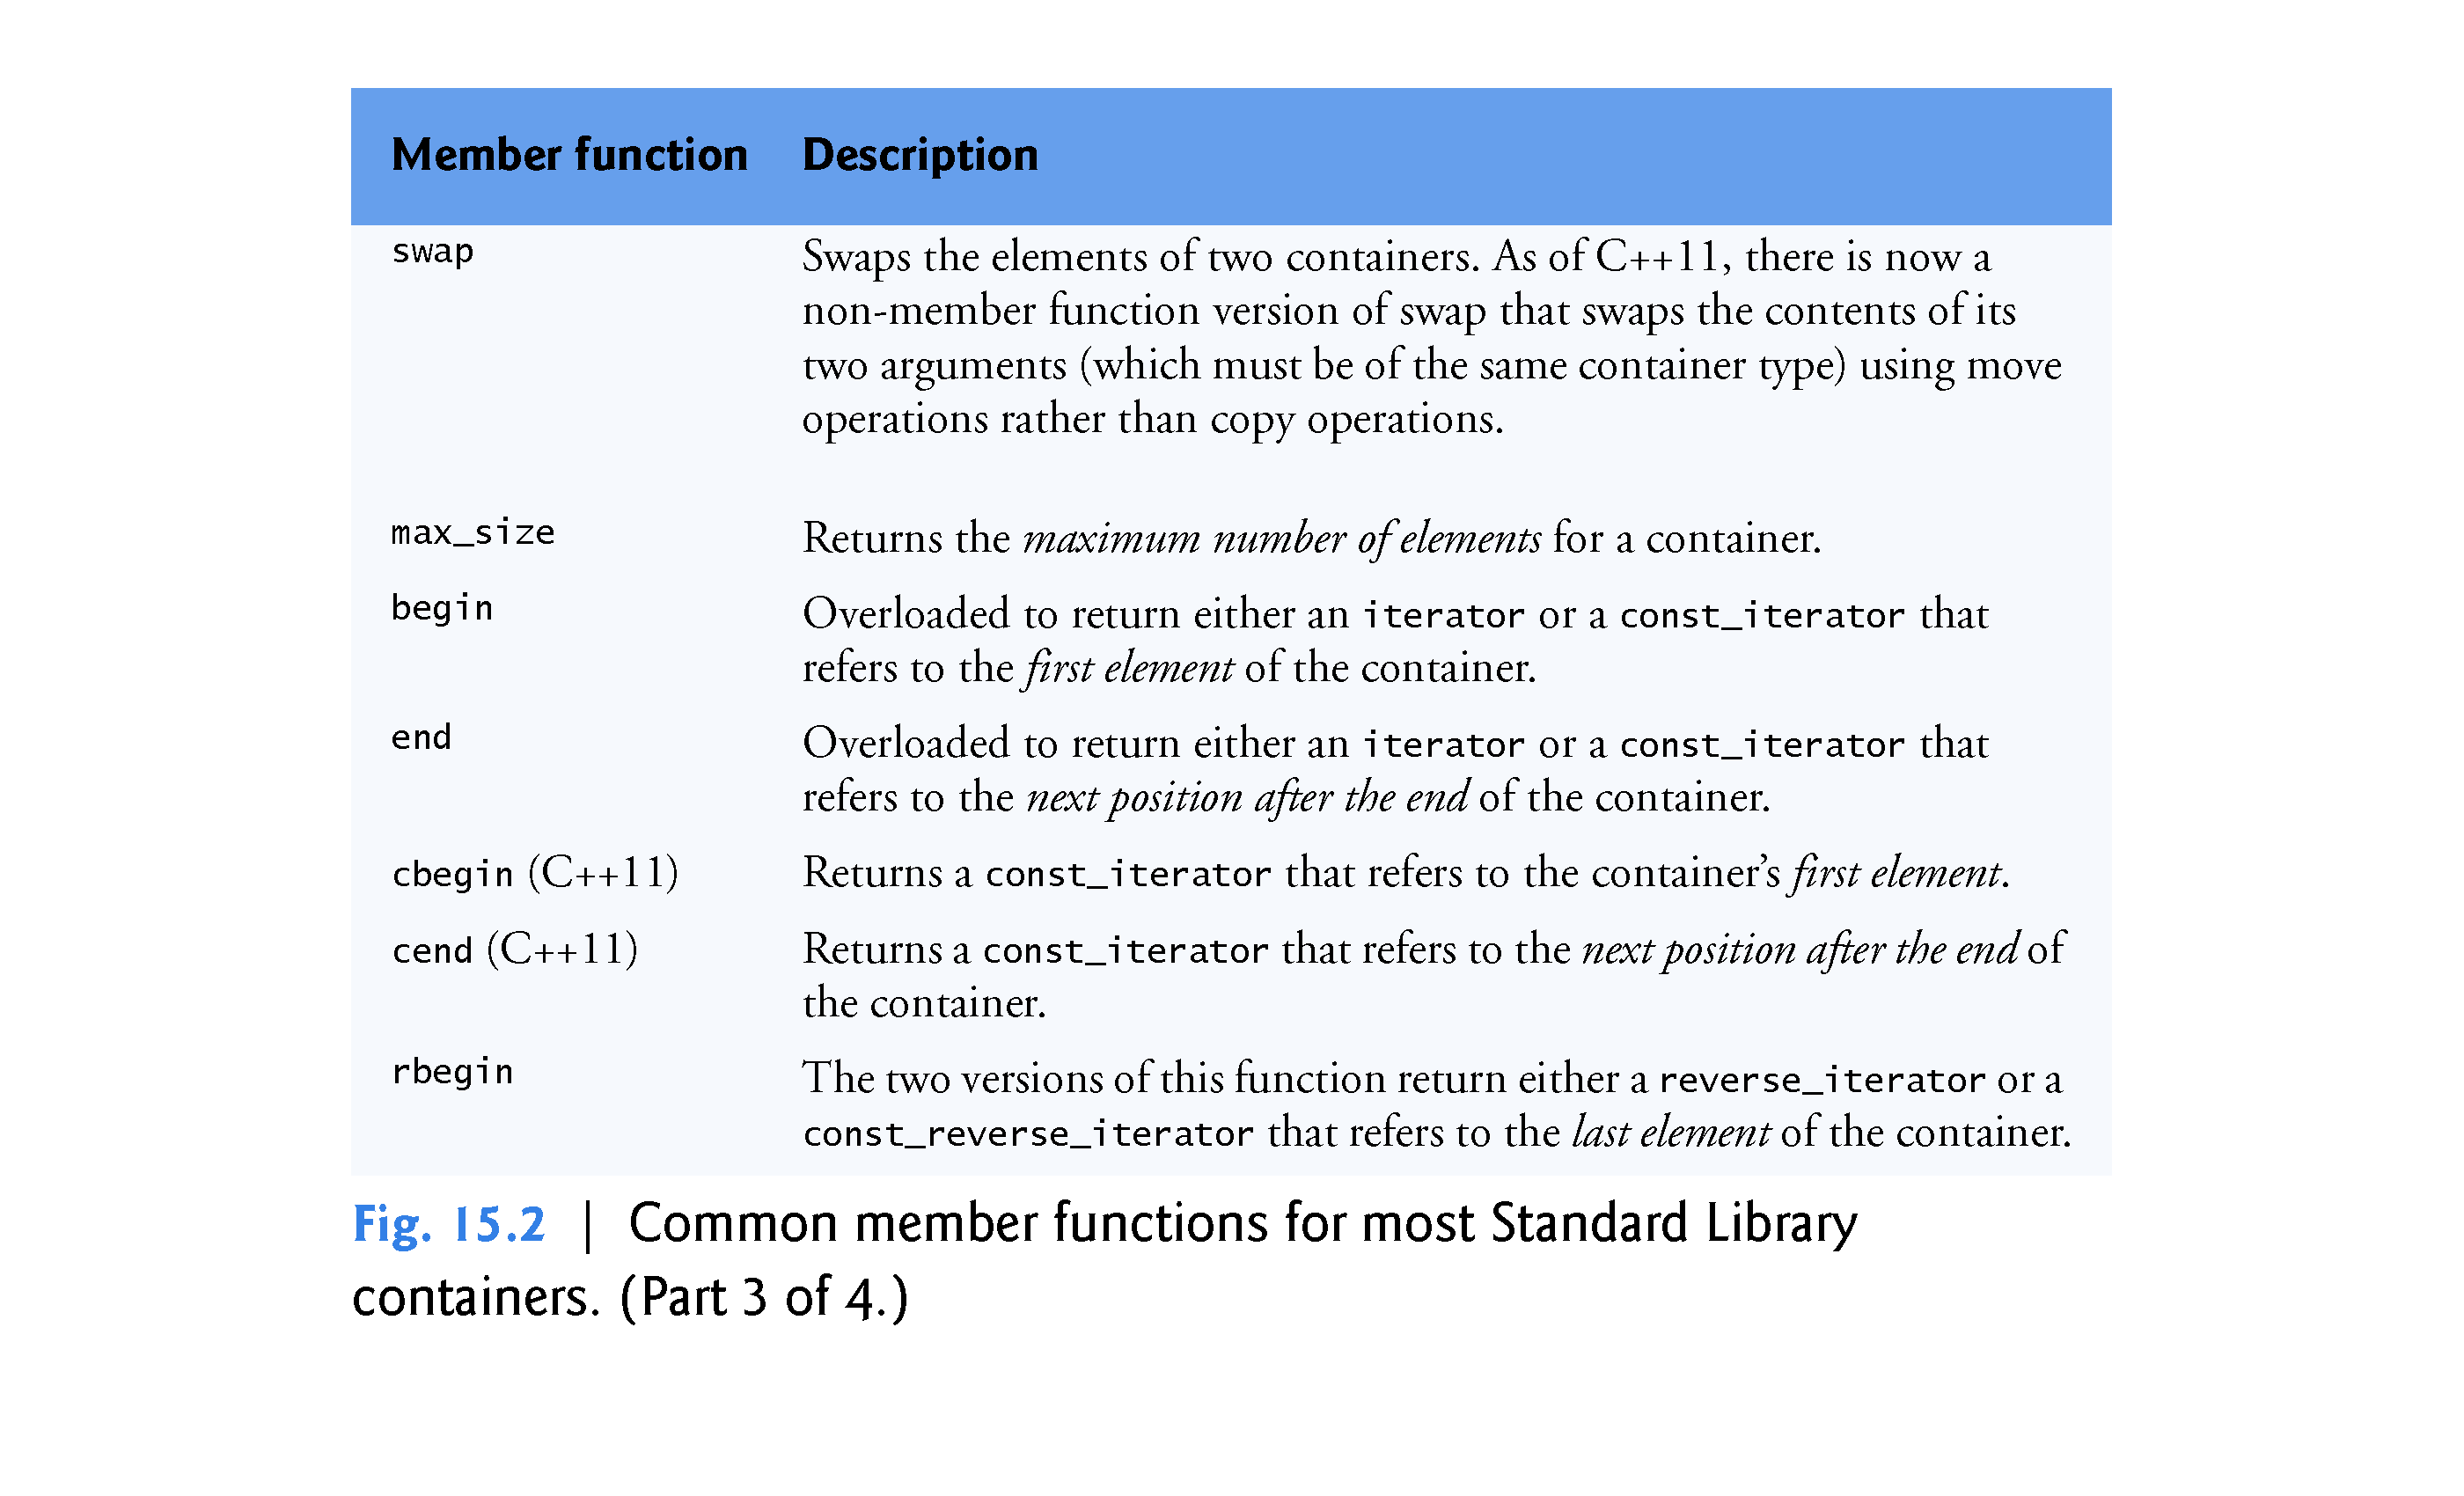 Member function Description
swap Swaps the elements of two containers. As of C++11, there is now a
non-member function version of swap that swaps the contents of its
two arguments (which must be of the same container type) using move
operations rather than copy operations.
max_size Returns the maximum number of elements for a container.
begin Overloaded to return either an iterator or a const_iterator that
refers to the first element of the container.
end Overloaded to return either an iterator or a const_iterator that
refers to the next position after the end of the container.
cbegin (C++11) Returns a const_iterator that refers to the container’s first element.
cend (C++11) Returns a const_iterator that refers to the next position after the end of
the container.
rbegin The two versions of this function return either a reverse_iterator or a
const_reverse_iterator that refers to the last element of the container.
Fig. 15.2 | Common member functions for most Standard Library
containers. (Part 3 of 4.)